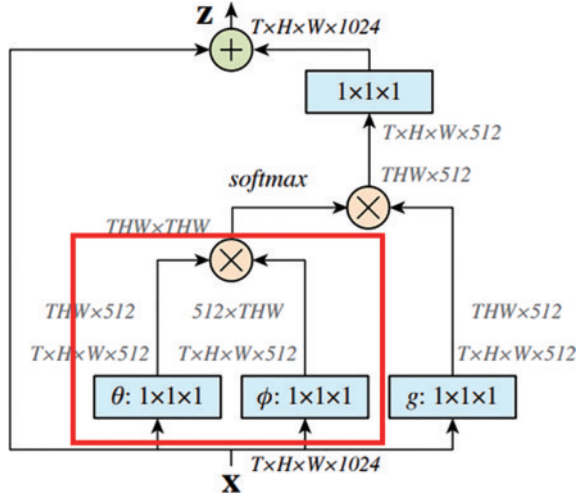 z
T×H×W×1024
1×1×1
T×H×W×512
THW×512
softmax
THW×THW
THW×512 512×THW THW×512
T×H×W×512 T×H×W×512 T×H×W×512
θ: 1×1×1 ϕ: 1×1×1 g: 1×1×1
T×H×W×1024
x